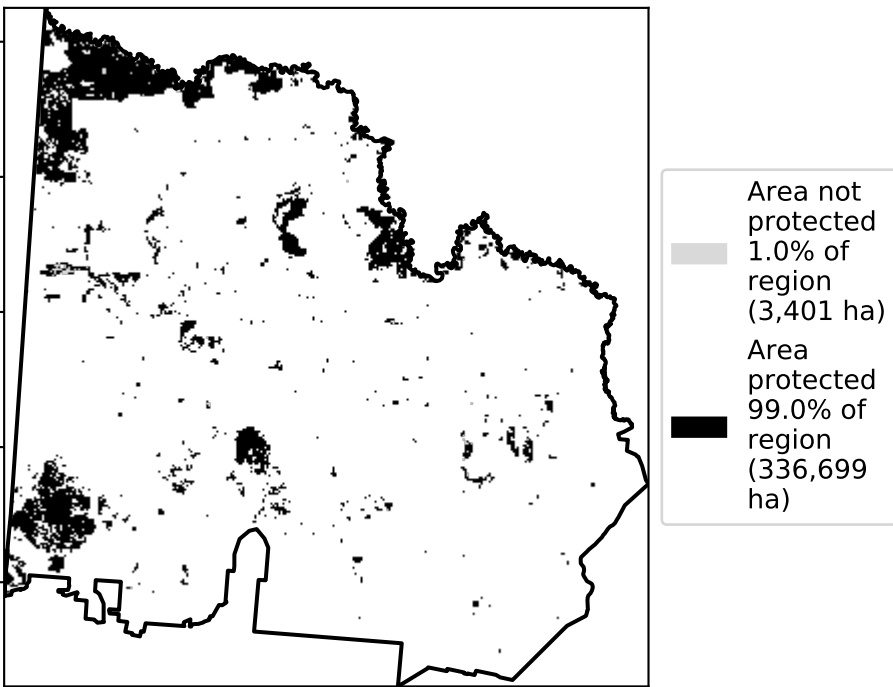 Area not
protected
1.0% of
region
(3,401 ha)
Area
protected
99.0% of
region
(336,699
ha)